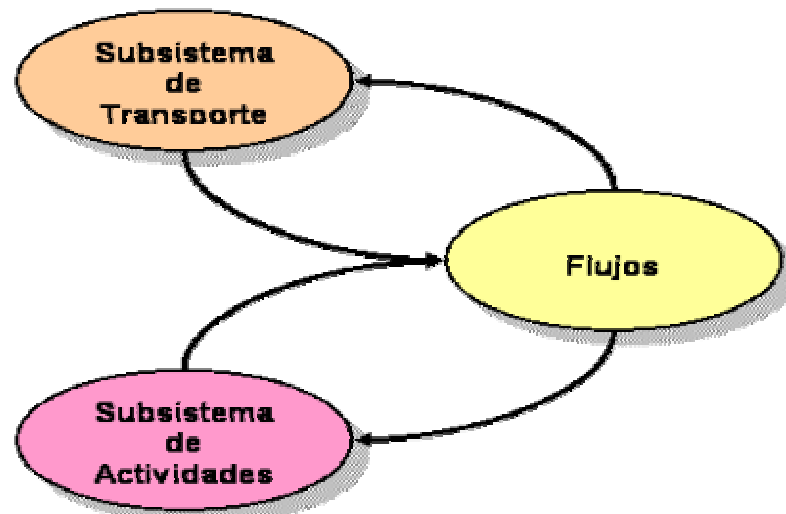 Subsistema
de
Transporte
Flujos
Subsistema
de
Actividades